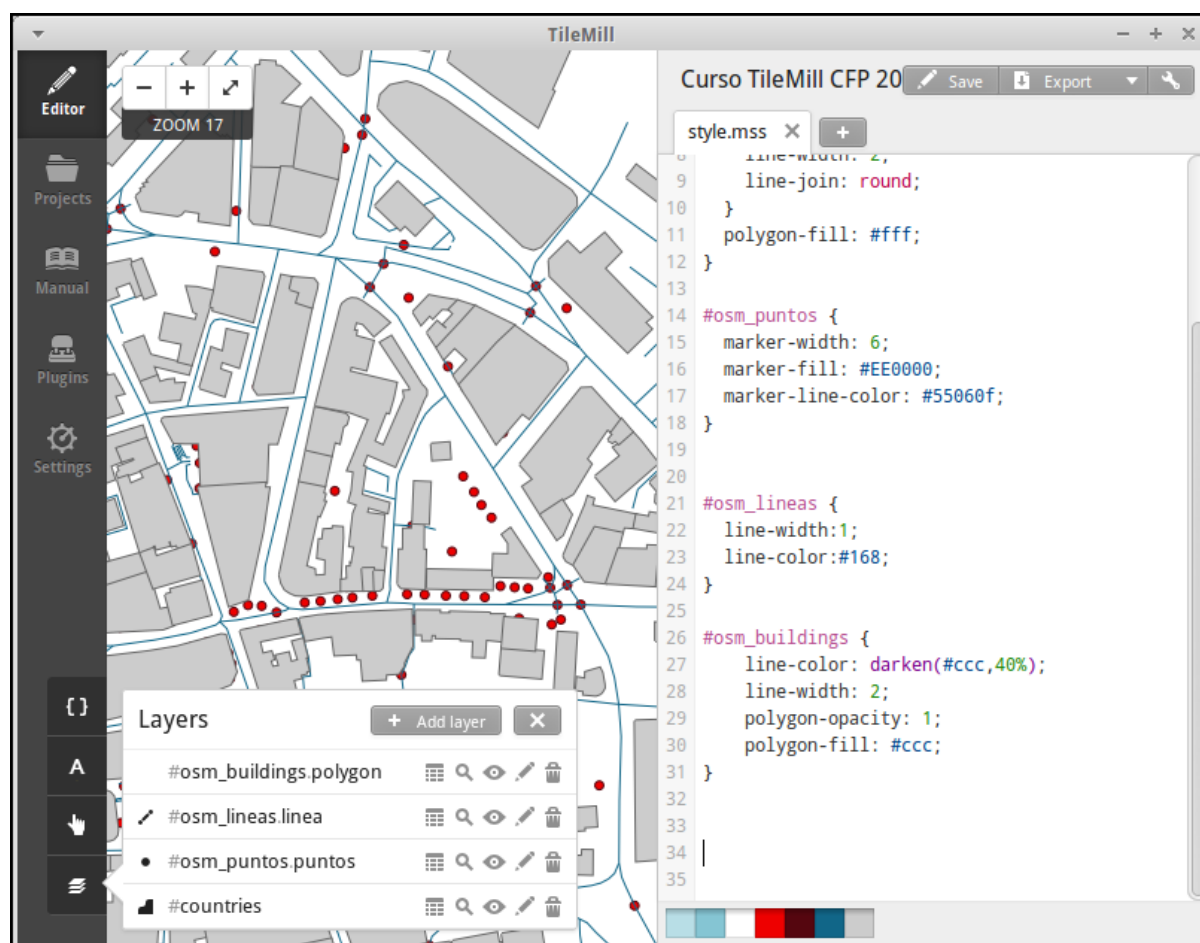 TileMill
Editor
Projects
Manual
Plugins
Settings
ZOOM 17
Curso TileMill CFP 20
Save
Export
style.mss
8 line-width: 2;
9 line-join: round;
10 }
11 polygon-fill: #fff;
12 }
13
14 #osm_puntos {
15 marker-width: 6;
16 marker-fill: #EE0000;
17 marker-line-color: #55060f;
18 }
19
20
21 #osm_lineas {
22 line-width:1;
23 line-color:#168;
24 }
25
26 #osm_buildings {
27 line-color: darken(#ccc,40%);
28 line-width: 2;
29 polygon-opacity: 1;
30 polygon-fill: #ccc;
31 }
32
33
34
35
{}
A
Layers
+ Add layer
#osm_buildings.polygon
#osm_lineas.linea
#osm_puntos.puntos
#countries